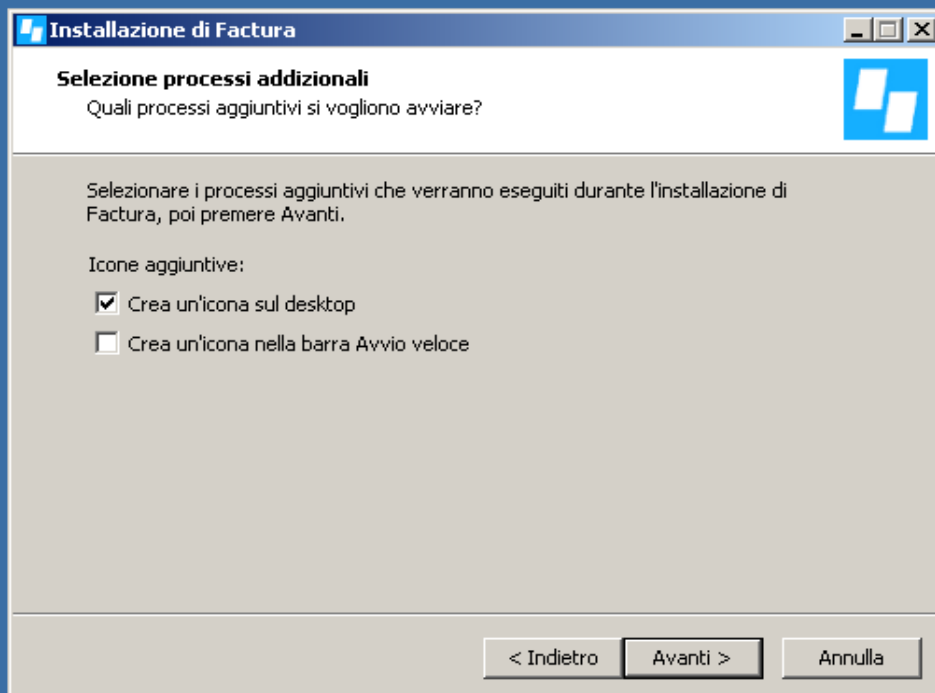 Installazione di Factura
Selezione processi addizionali
Quali processi aggiuntivi si vogliono avviare?
Selezionare i processi aggiuntivi che verranno eseguiti durante l'installazione di
Factura, poi premere Avanti.
Icone aggiuntive:
Crea un'icona sul desktop
Crea un'icona nella barra Avvio veloce
< Indietro
Avanti >
Annulla